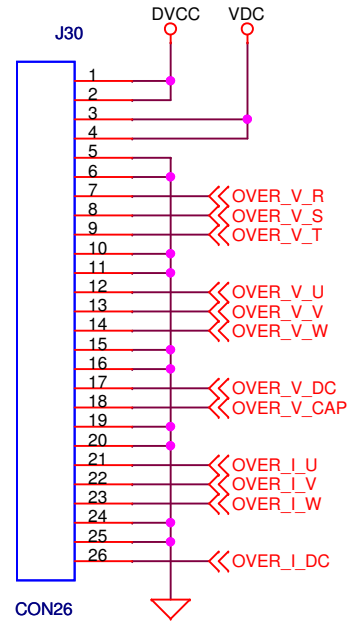 DVCC VDC
J30
1
2
3
4
5
6
7 OVER_V_R
8 OVER_V_S
9 OVER_V_T
10
11
12 OVER_V_U
13 OVER_V_V
14 OVER_V_W
15
16
17 OVER_V_DC
18 OVER_V_CAP
19
20
21 OVER_I_U
22 OVER_I_V
23 OVER_I_W
24
25
26 OVER_I_DC
CON26